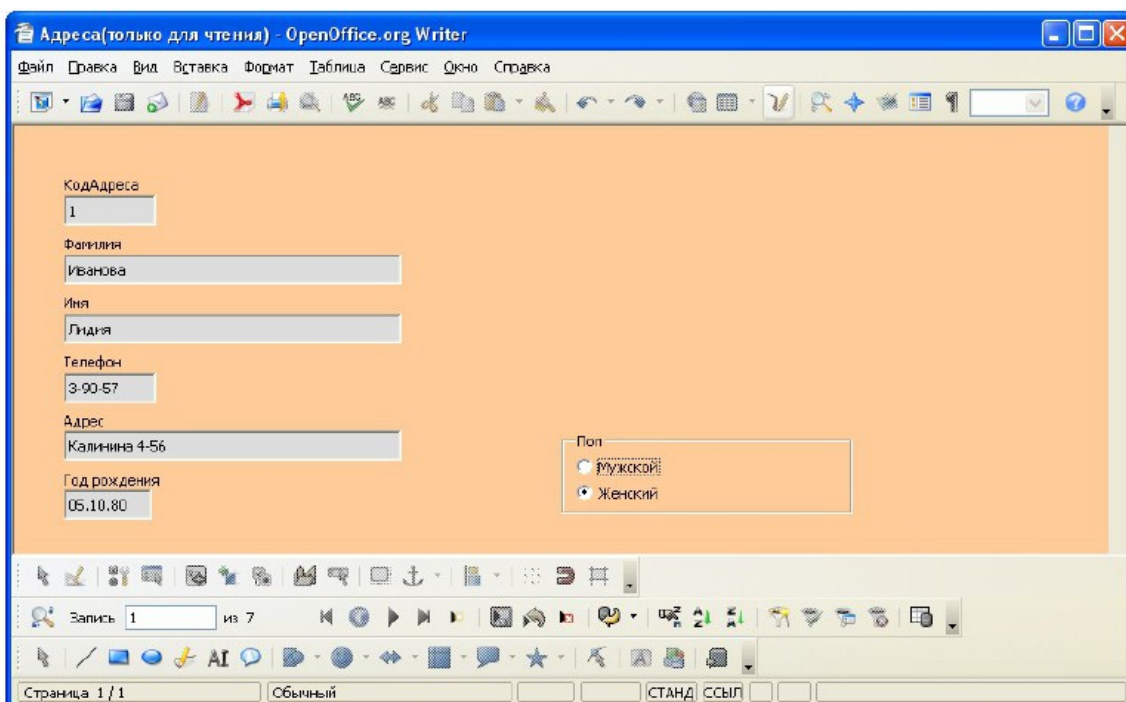 Адреса(только для чтения) - OpenOffice.org Writer
Файл Правка Вид Вставка Формат Таблица Сервис Окно Справка
КодАдреса
1
Фамилия
Иванова
Имя
Лидия
Телефон
3-90-57
Адрес
Калинина 4-56
Пол
Мужской
Женский
Год рождения
05.10.80
Запись 1 из 7
Страница 1 / 1 Обычный СТАНД ССЫЛ